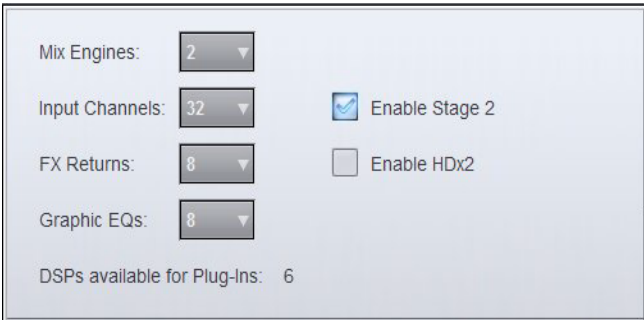 Mix Engines: 2
Input Channels: 32 Enable Stage 2
FX Returns: 8 Enable HDx2
Graphic EQs: 8
DSPs available for Plug-Ins: 6